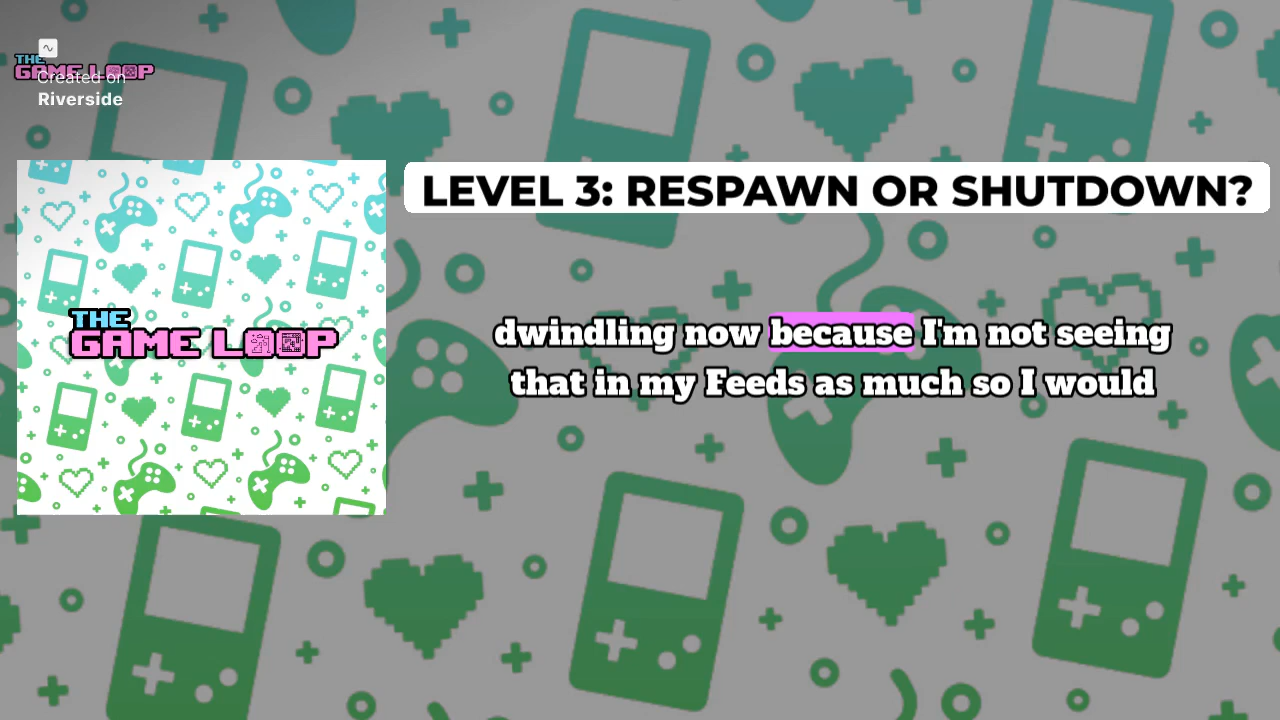 THE
GAME LOOP
Created on
Riverside
LEVEL 3: RESPAWN OR SHUTDOWN?
THE
GAME LOOP
dwindling now because I'm not seeing
that in my Feeds as much so I would